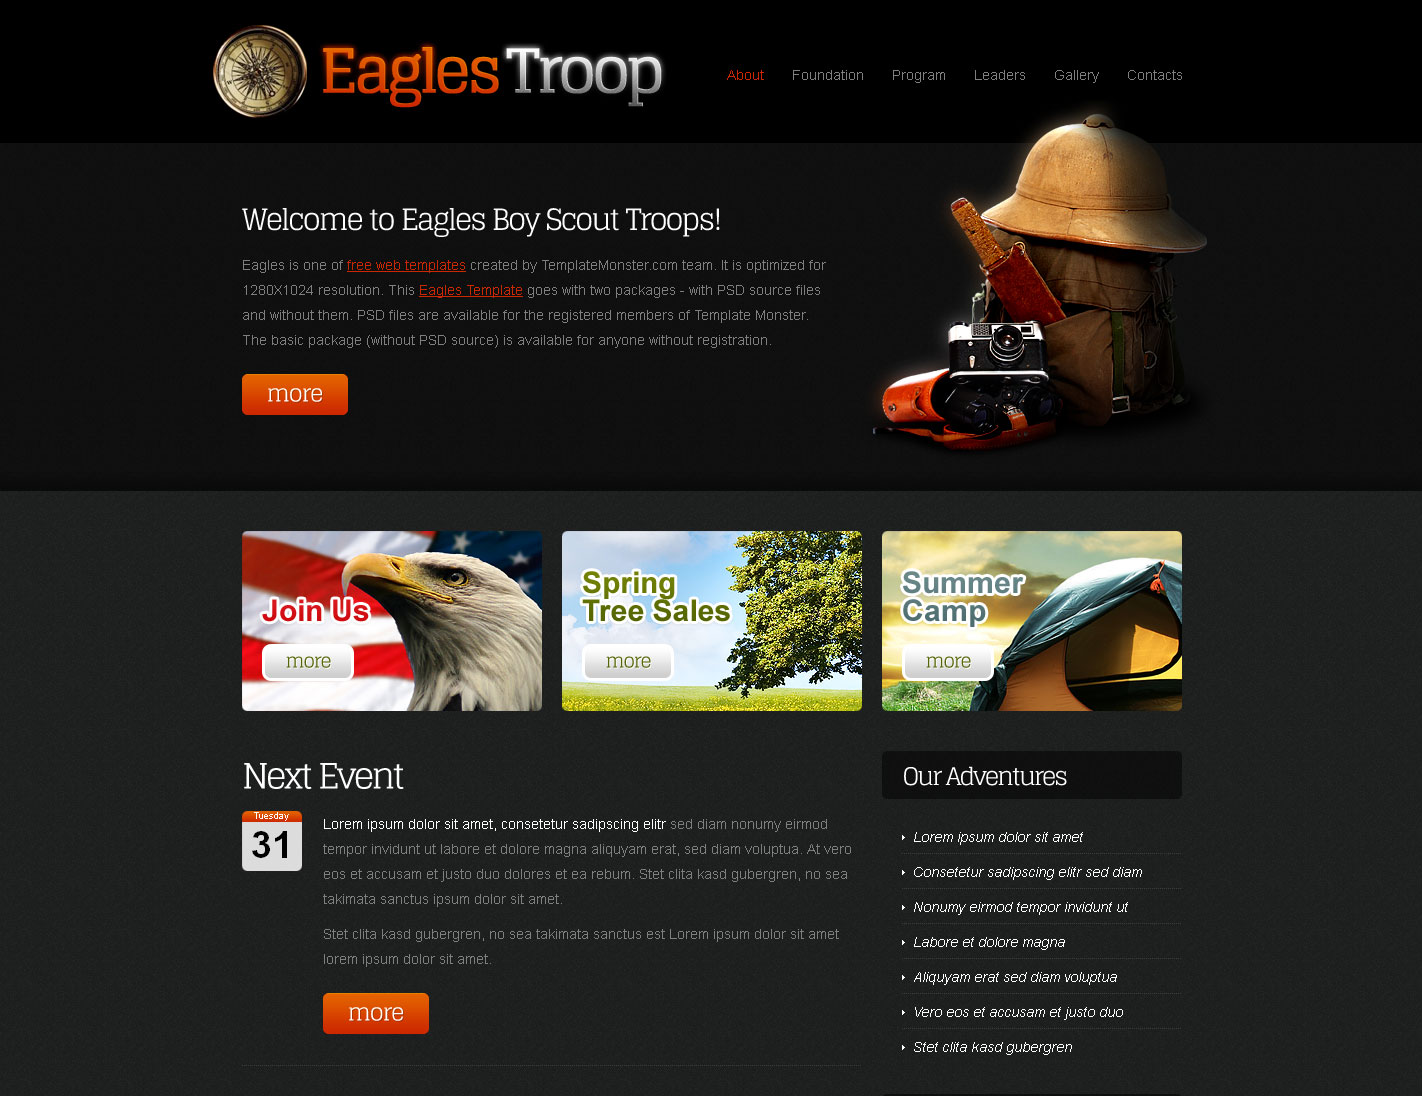 Eagles Troop
About Foundation Program Leaders Gallery Contacts
Welcome to Eagles Boy Scout Troops!
Eagles is one of free web templates created by TemplateMonster.com team. It is optimized for
1280X1024 resolution. This Eagles Template goes with two packages - with PSD source files
and without them. PSD files are available for the registered members of Template Monster.
The basic package (without PSD source) is available for anyone without registration.
more
Join Us
more
Spring
Tree Sales
more
Summer
Camp
more
Next Event
Tuesday
31
Lorem ipsum dolor sit amet, consetetur sadipscing elitr sed diam nonumy eirmod
tempor invidunt ut labore et dolore magna aliquyam erat, sed diam voluptua. At vero
eos et accusam et justo duo dolores et ea rebum. Stet clita kasd gubergren, no sea
takimata sanctus ipsum dolor sit amet.
Stet clita kasd gubergren, no sea takimata sanctus est Lorem ipsum dolor sit amet
lorem ipsum dolor sit amet.
more
Our Adventures
Lorem ipsum dolor sit amet
Consetetur sadipscing elitr sed diam
Nonumy eirmod tempor invidunt ut
Labore et dolore magna
Aliquyam erat sed diam voluptua
Vero eos et accusam et justo duo
Stet clita kasd gubergren